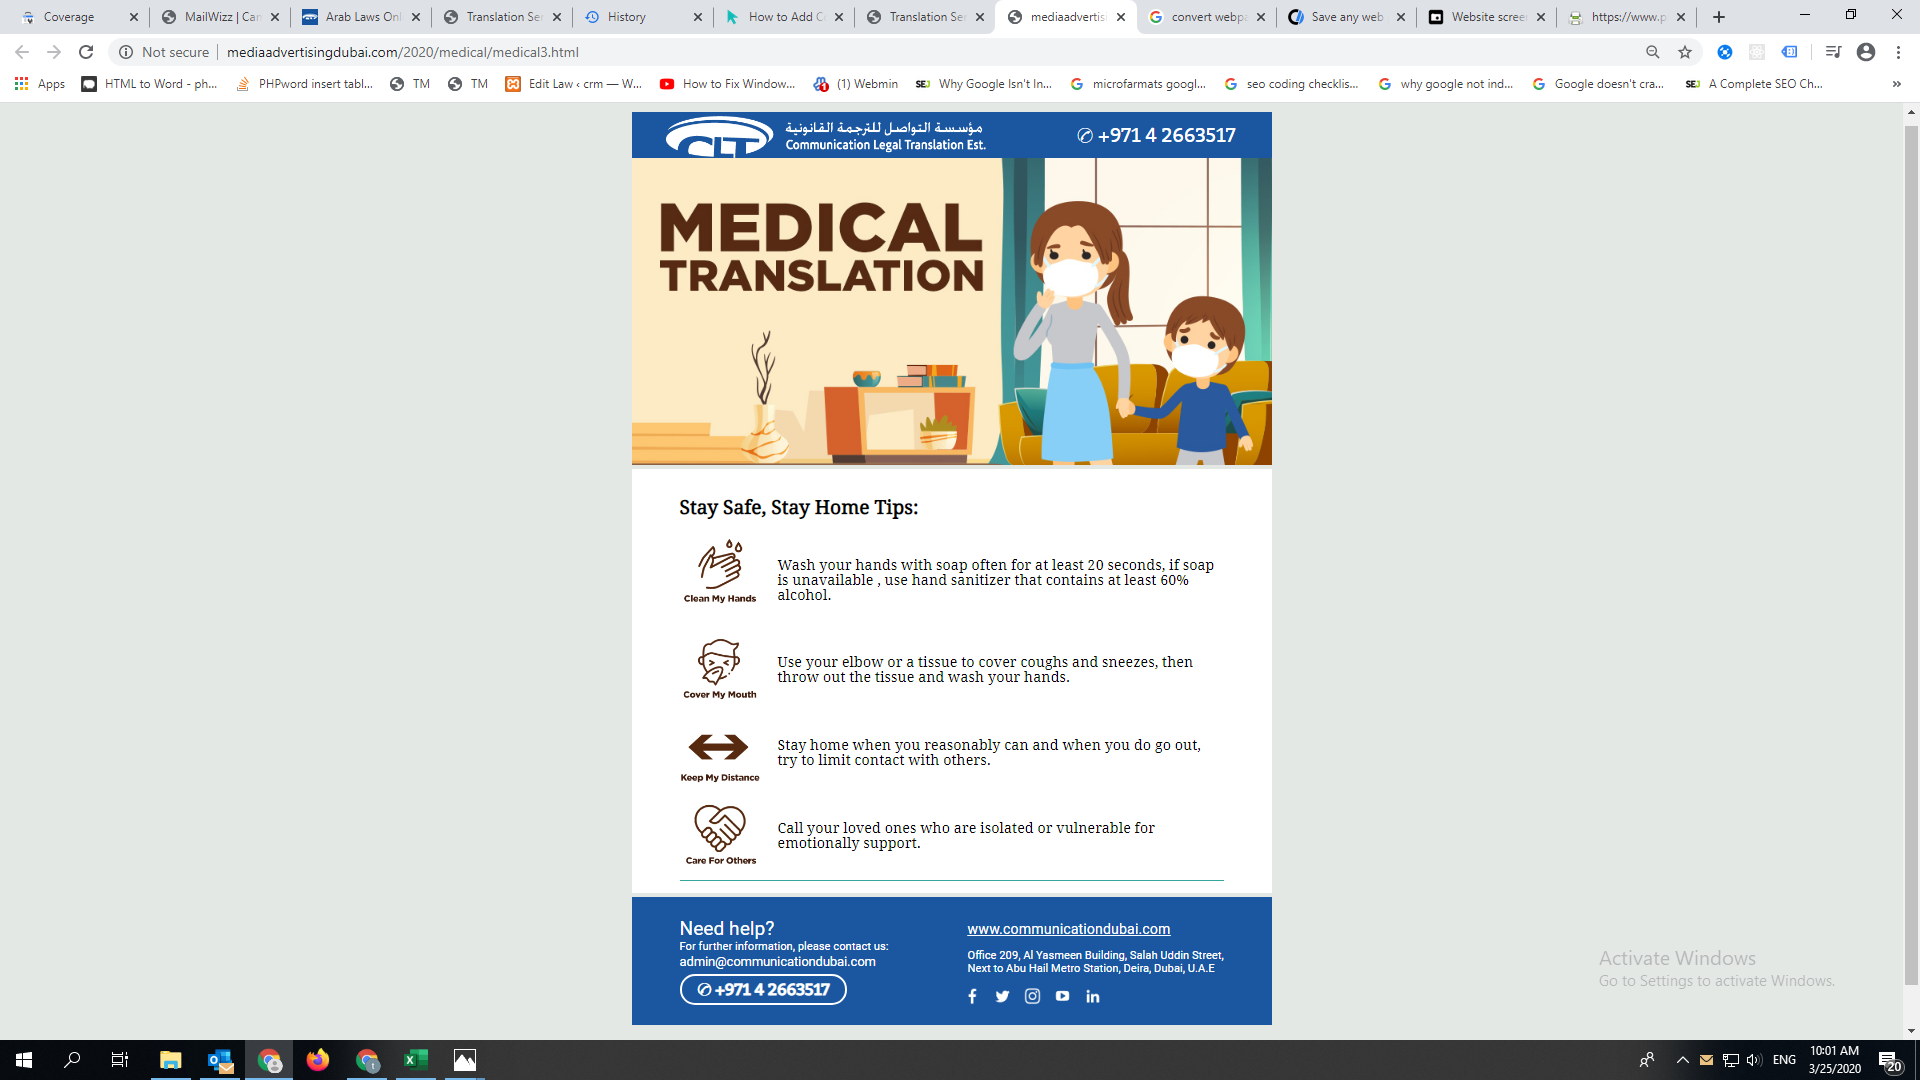 Coverage
MailWizz | Can
Arab Laws Onl
Translation Ser
History
How to Add C
Translation Ser
mediaadvertisi
convert webpa
Save any web
Website screen
https://www.p
Not secure
mediaadvertisingdubai.com/2020/medical/medical3.html
Apps
HTML to Word - ph...
PHPword insert tabl...
TM
TM
Edit Law ‹ crm — W...
How to Fix Window...
(1) Webmin
SEJ
Why Google Isn't In...
microfarmats googl...
seo coding checklis...
why google not ind...
Google doesn't cra...
SEJ
A Complete SEO Ch...
»
CLT
مؤسسة التواصل للترجمة القانونية
Communication Legal Translation Est.
✆ +971 4 2663517
MEDICAL
TRANSLATION
Stay Safe, Stay Home Tips:
Clean My Hands
Wash your hands with soap often for at least 20 seconds, if soap
is unavailable , use hand sanitizer that contains at least 60%
alcohol.
Cover My Mouth
Use your elbow or a tissue to cover coughs and sneezes, then
throw out the tissue and wash your hands.
Keep My Distance
Stay home when you reasonably can and when you do go out,
try to limit contact with others.
Care For Others
Call your loved ones who are isolated or vulnerable for
emotionally support.
Need help?
For further information, please contact us:
admin@communicationdubai.com
✆ +971 4 2663517
www.communicationdubai.com
Office 209, Al Yasmeen Building, Salah Uddin Street,
Next to Abu Hail Metro Station, Deira, Dubai, U.A.E
Activate Windows
Go to Settings to activate Windows.
ENG
10:01 AM
3/25/2020
20